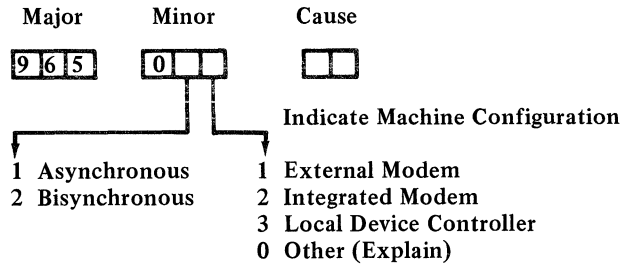 Major Minor Cause
965 0
Indicate Machine Configuration
1 Asynchronous 1 External Modem
2 Bisynchronous 2 Integrated Modem
3 Local Device Controller
0 Other (Explain)